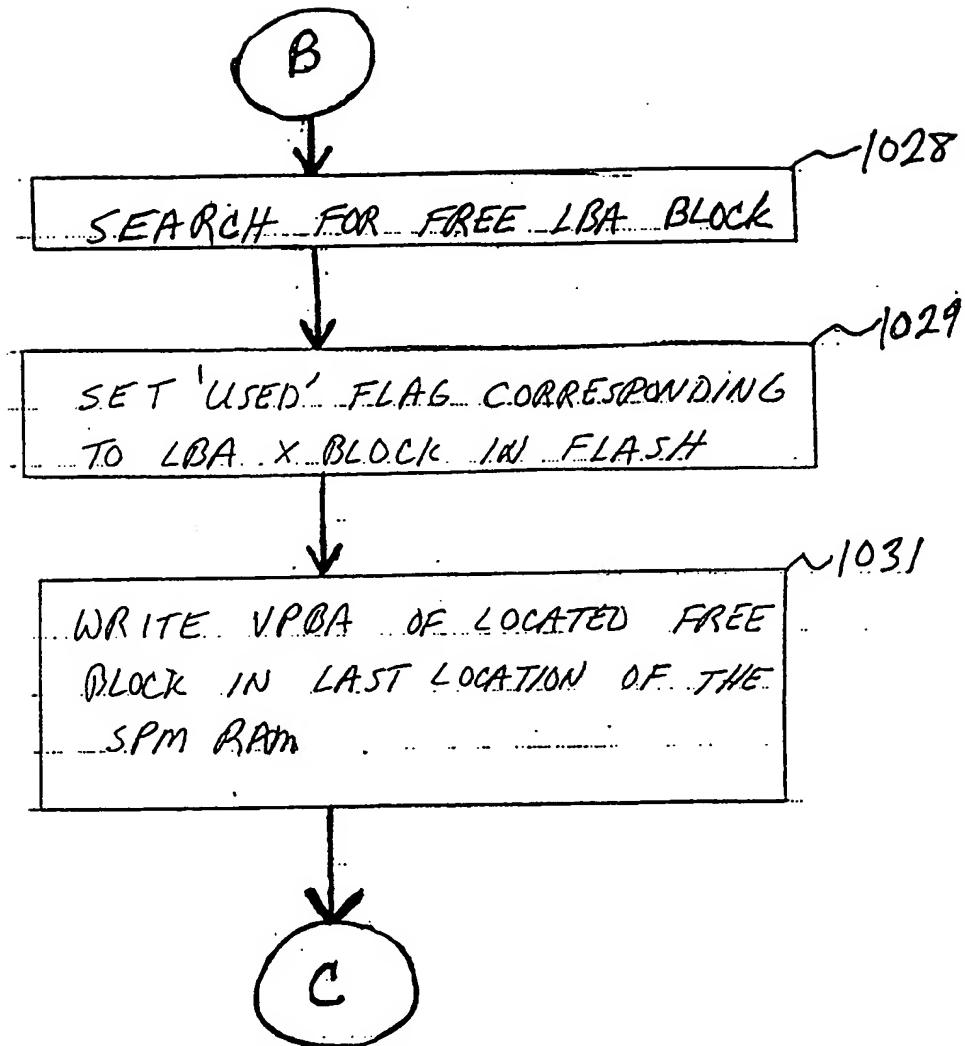 B
1028
SEARCH FOR FREE LBA BLOCK
1029
SET 'USED' FLAG CORRESPONDING
TO LBA X BLOCK IN FLASH
1031
WRITE VPBA OF LOCATED FREE
BLOCK IN LAST LOCATION OF THE
SPM RAM
C